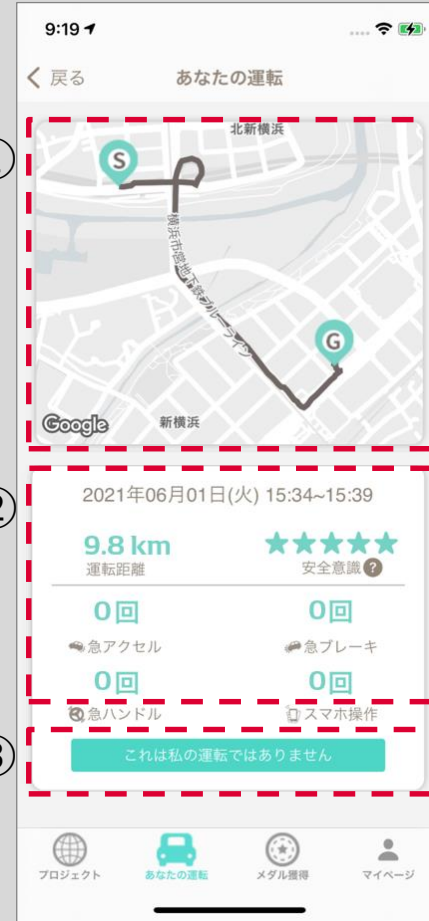 9:19
戻る
あなたの運転
北新横浜
S
横浜市営地下鉄ブルーライン
G
Google
新横浜
②
2021年06月01日(火) 15:34~15:39
9.8 km
★★★★★
運転距離
安全意識 ?
0回
0回
急アクセル
急ブレーキ
0回
0回
急ハンドル
スマホ操作
これは私の運転ではありません
プロジェクト
あなたの運転
メダル獲得
マイページ